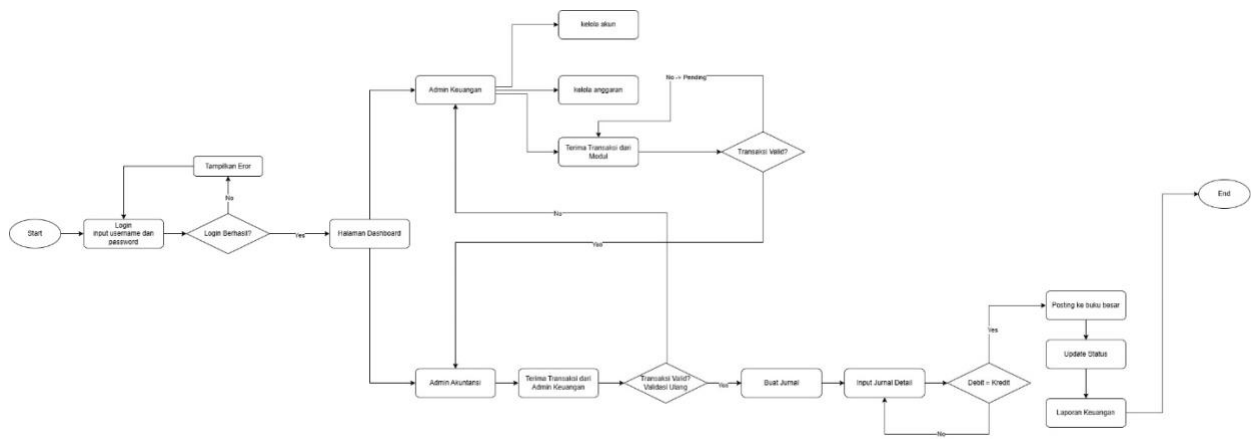 kelola akun
No -> Pending
Admin Keuangan
kelola anggaran
Terima Transaksi dari
Modul
Transaksi Valid?
Tampilkan Eror
No
Start
Login
input username dan
password
Login Berhasil?
Yes
Halaman Dashboard
No
Yes
End
Posting ke buku besar
Yes
Update Status
Admin Akuntansi
Terima Transaksi dari
Admin Keuangan
Transaksi Valid?
Validasi Ulang
Yes
Buat Jurnal
Input Jurnal Detail
Debit = Kredit
No
Laporan Keuangan